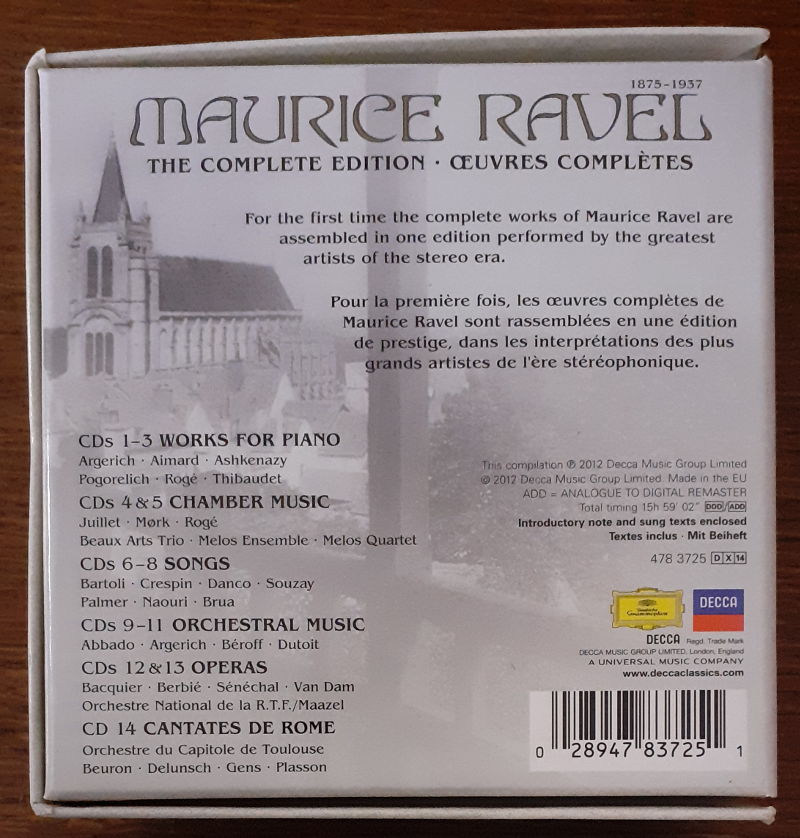 1875-1937
MAURICE RAVEL
THE COMPLETE EDITION · ŒUVRES COMPLÈTES
For the first time the complete works of Maurice Ravel are
assembled in one edition performed by the greatest
artists of the stereo era.
Pour la première fois, les œuvres complètes de
Maurice Ravel sont rassemblées en une édition
de prestige, dans les interprétations des plus
grands artistes de l'ère stéréophonique.
CDs 1–3 WORKS FOR PIANO
Argerich · Aimard · Ashkenazy
Pogorelich · Rogé · Thibaudet
CDs 4 & 5 CHAMBER MUSIC
Juillet · Mørk · Rogé
Beaux Arts Trio · Melos Ensemble · Melos Quartet
CDs 6–8 SONGS
Bartoli · Crespin · Danco · Souzay
Palmer · Naouri · Brua
CDs 9–11 ORCHESTRAL MUSIC
Abbado · Argerich · Béroff · Dutoit
CDs 12 & 13 OPERAS
Bacquier · Berbié · Sénéchal · Van Dam
Orchestre National de la R.T.F./Maazel
CD 14 CANTATES DE ROME
Orchestre du Capitole de Toulouse
Beuron · Delunsch · Gens · Plasson
This compilation ℗ 2012 Decca Music Group Limited
© 2012 Decca Music Group Limited. Made in the EU
ADD = ANALOGUE TO DIGITAL REMASTER
Total timing 15h 59' 02" DDD/ADD
Introductory note and sung texts enclosed
Textes inclus · Mit Beiheft
478 3725 D X 14
Deutsche Grammophon
DECCA
DECCA Regd. Trade Mark
DECCA MUSIC GROUP LIMITED, London, England
A UNIVERSAL MUSIC COMPANY
www.deccaclassics.com
0 28947 83725 1